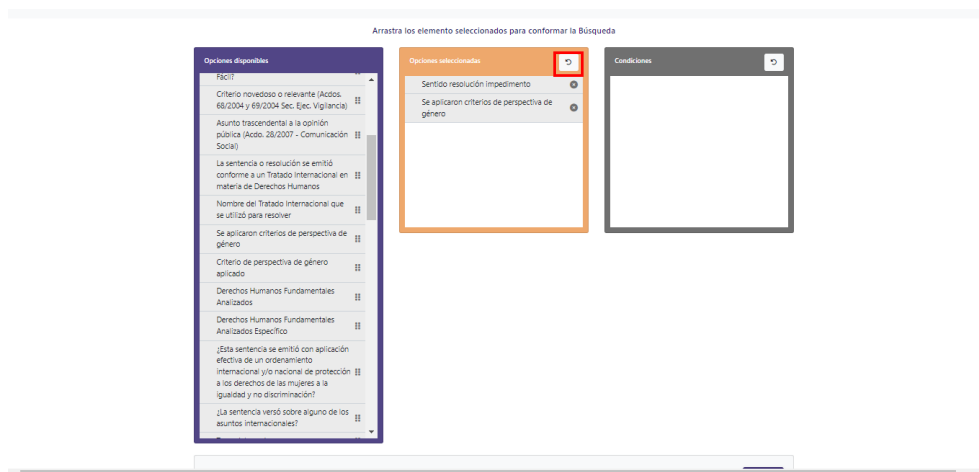 Arrastra los elemento seleccionados para conformar la Búsqueda
Opciones disponibles
Fácil?
Criterio novedoso o relevante (Acdos.
68/2004 y 69/2004 Sec. Ejec. Vigilancia)
Asunto trascendental a la opinión
pública (Acdo. 28/2007 - Comunicación
Social)
La sentencia o resolución se emitió
conforme a un Tratado Internacional en
materia de Derechos Humanos
Nombre del Tratado Internacional que
se utilizó para resolver
Se aplicaron criterios de perspectiva de
género
Criterio de perspectiva de género
aplicado
Derechos Humanos Fundamentales
Analizados
Derechos Humanos Fundamentales
Analizados Específico
¿Esta sentencia se emitió con aplicación
efectiva de un ordenamiento
internacional y/o nacional de protección
a los derechos de las mujeres a la
igualdad y no discriminación?
¿La sentencia versó sobre alguno de los
asuntos internacionales?
Opciones seleccionadas
Sentido resolución impedimento
Se aplicaron criterios de perspectiva de
género
Condiciones